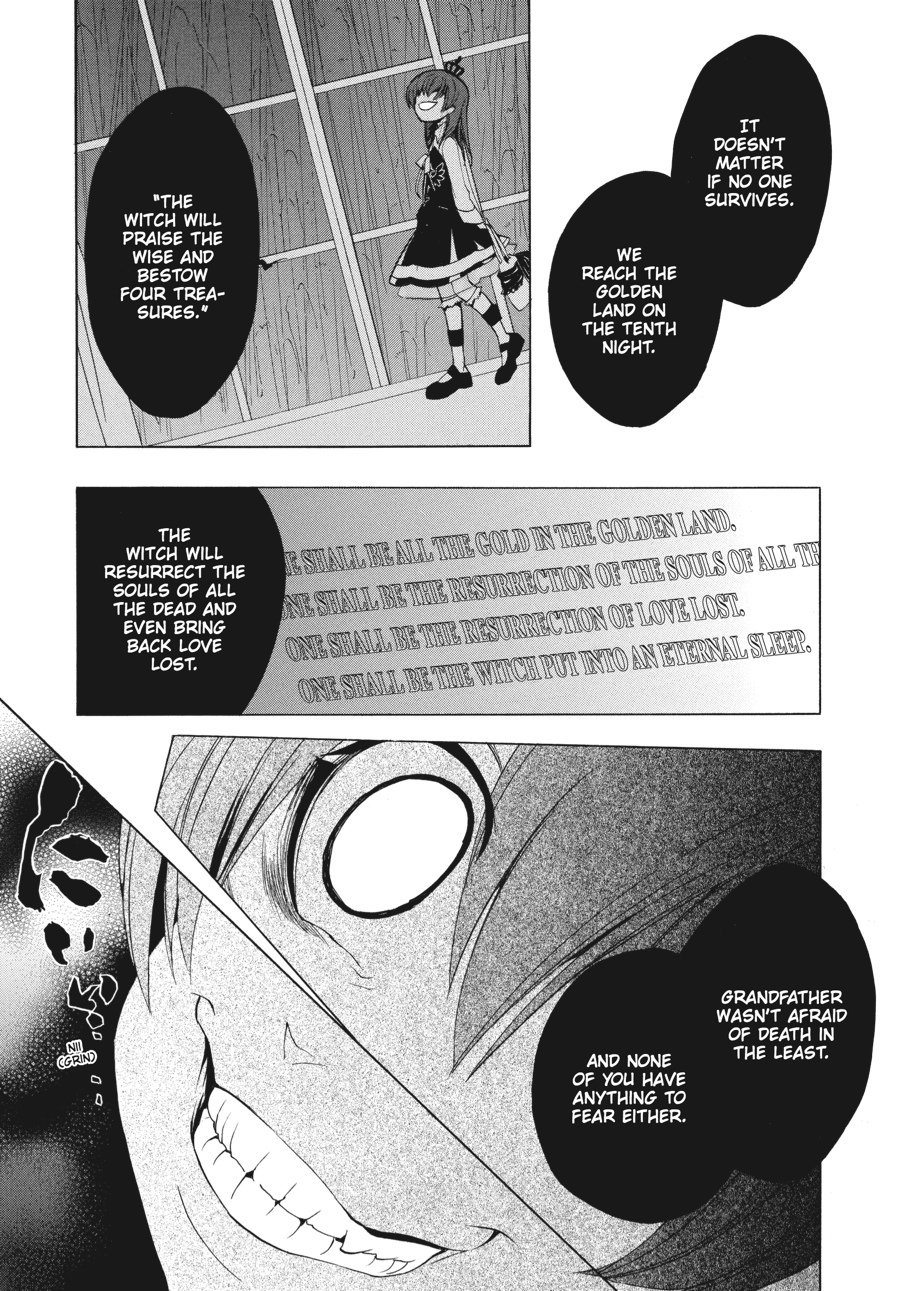 IT
DOESN'T
MATTER
IF NO ONE
SURVIVES.
WE
REACH THE
GOLDEN
LAND ON
THE TENTH
NIGHT.
"THE
WITCH WILL
PRAISE THE
WISE AND
BESTOW
FOUR TREA-
SURES."
THE
WITCH WILL
RESURRECT THE
SOULS OF ALL
THE DEAD AND
EVEN BRING
BACK LOVE
LOST.
NE SHALL BE ALL THE GOLD IN THE GOLDEN LAND.
ONE SHALL BE THE RESURRECTION OF THE SOULS OF ALL TH
ONE SHALL BE THE RESURRECTION OF LOVE LOST.
ONE SHALL BE THE WITCH PUT INTO AN ETERNAL SLEEP.
GRANDFATHER
WASN'T AFRAID
OF DEATH IN
THE LEAST.
AND NONE
OF YOU HAVE
ANYTHING TO
FEAR EITHER.
NII
(GRIN)